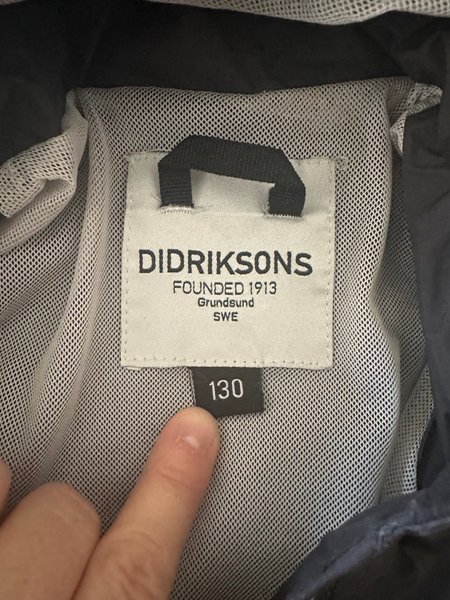 DIDRIKSONS
FOUNDED 1913
Grundsund
SWE
130